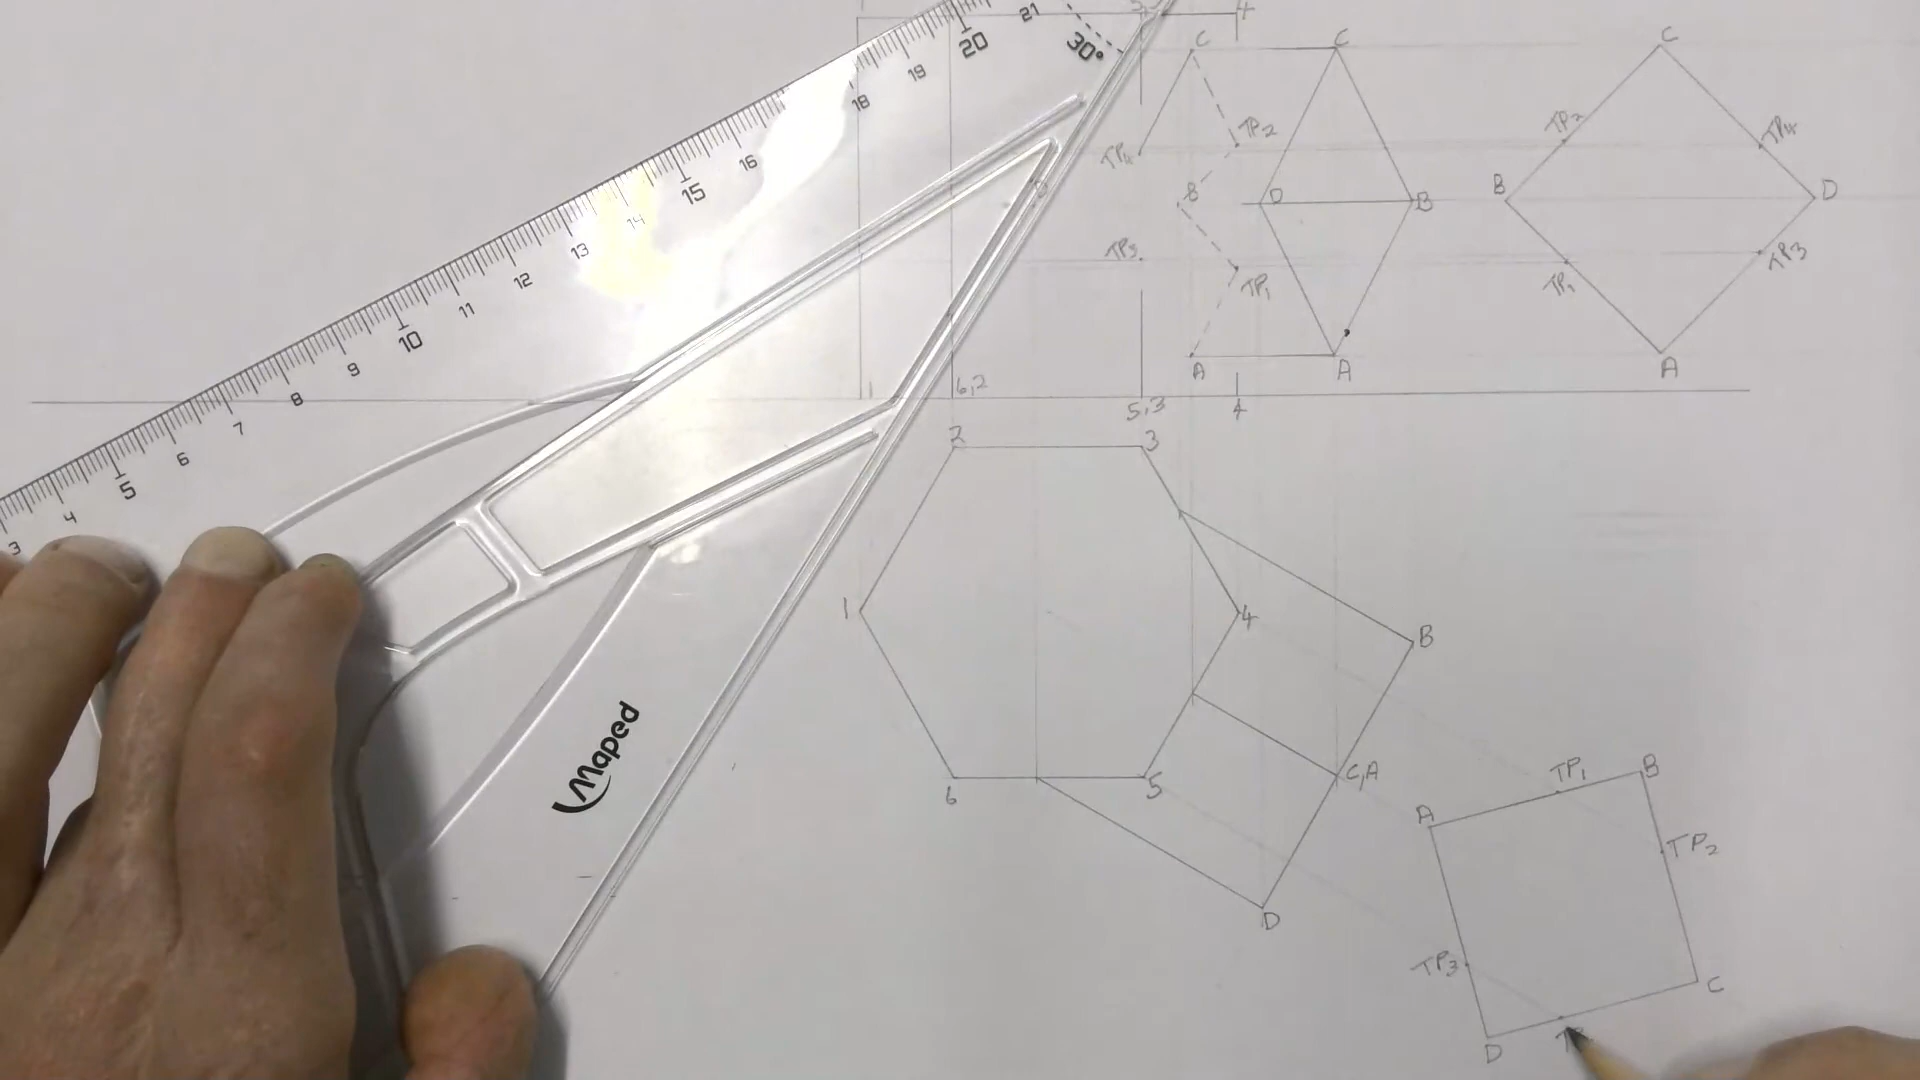 3 4 5 6 7 8 9 10 11 12 13 14 15 16 18 19 20 21
30°
Maped
4
C C C
TP2 TP2 TP4
TP4
B D B B D
TP1 TP1 TP3
A A A
1 6,2 5,3 4
2 3
1 4
B
6 5 C,A
D
TP1 B
A
TP2
TP3
C
D